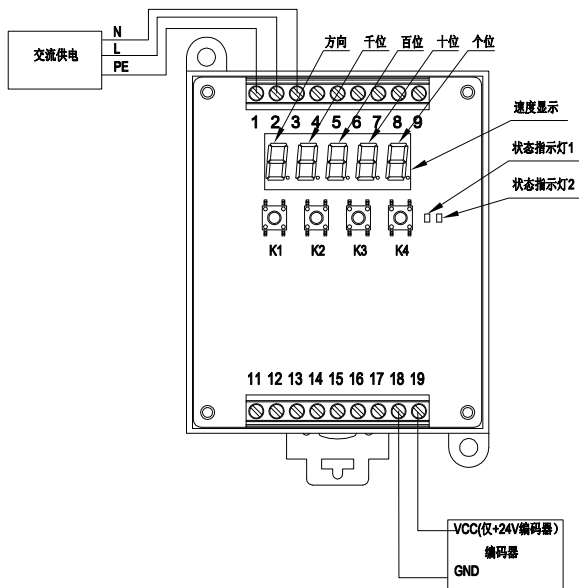 N
L
PE
交流供电
方向 千位 百位 十位 个位
1 2 3 4 5 6 7 8 9
速度显示
状态指示灯1
状态指示灯2
K1 K2 K3 K4
11 12 13 14 15 16 17 18 19
VCC(仅+24V编码器）
编码器
GND